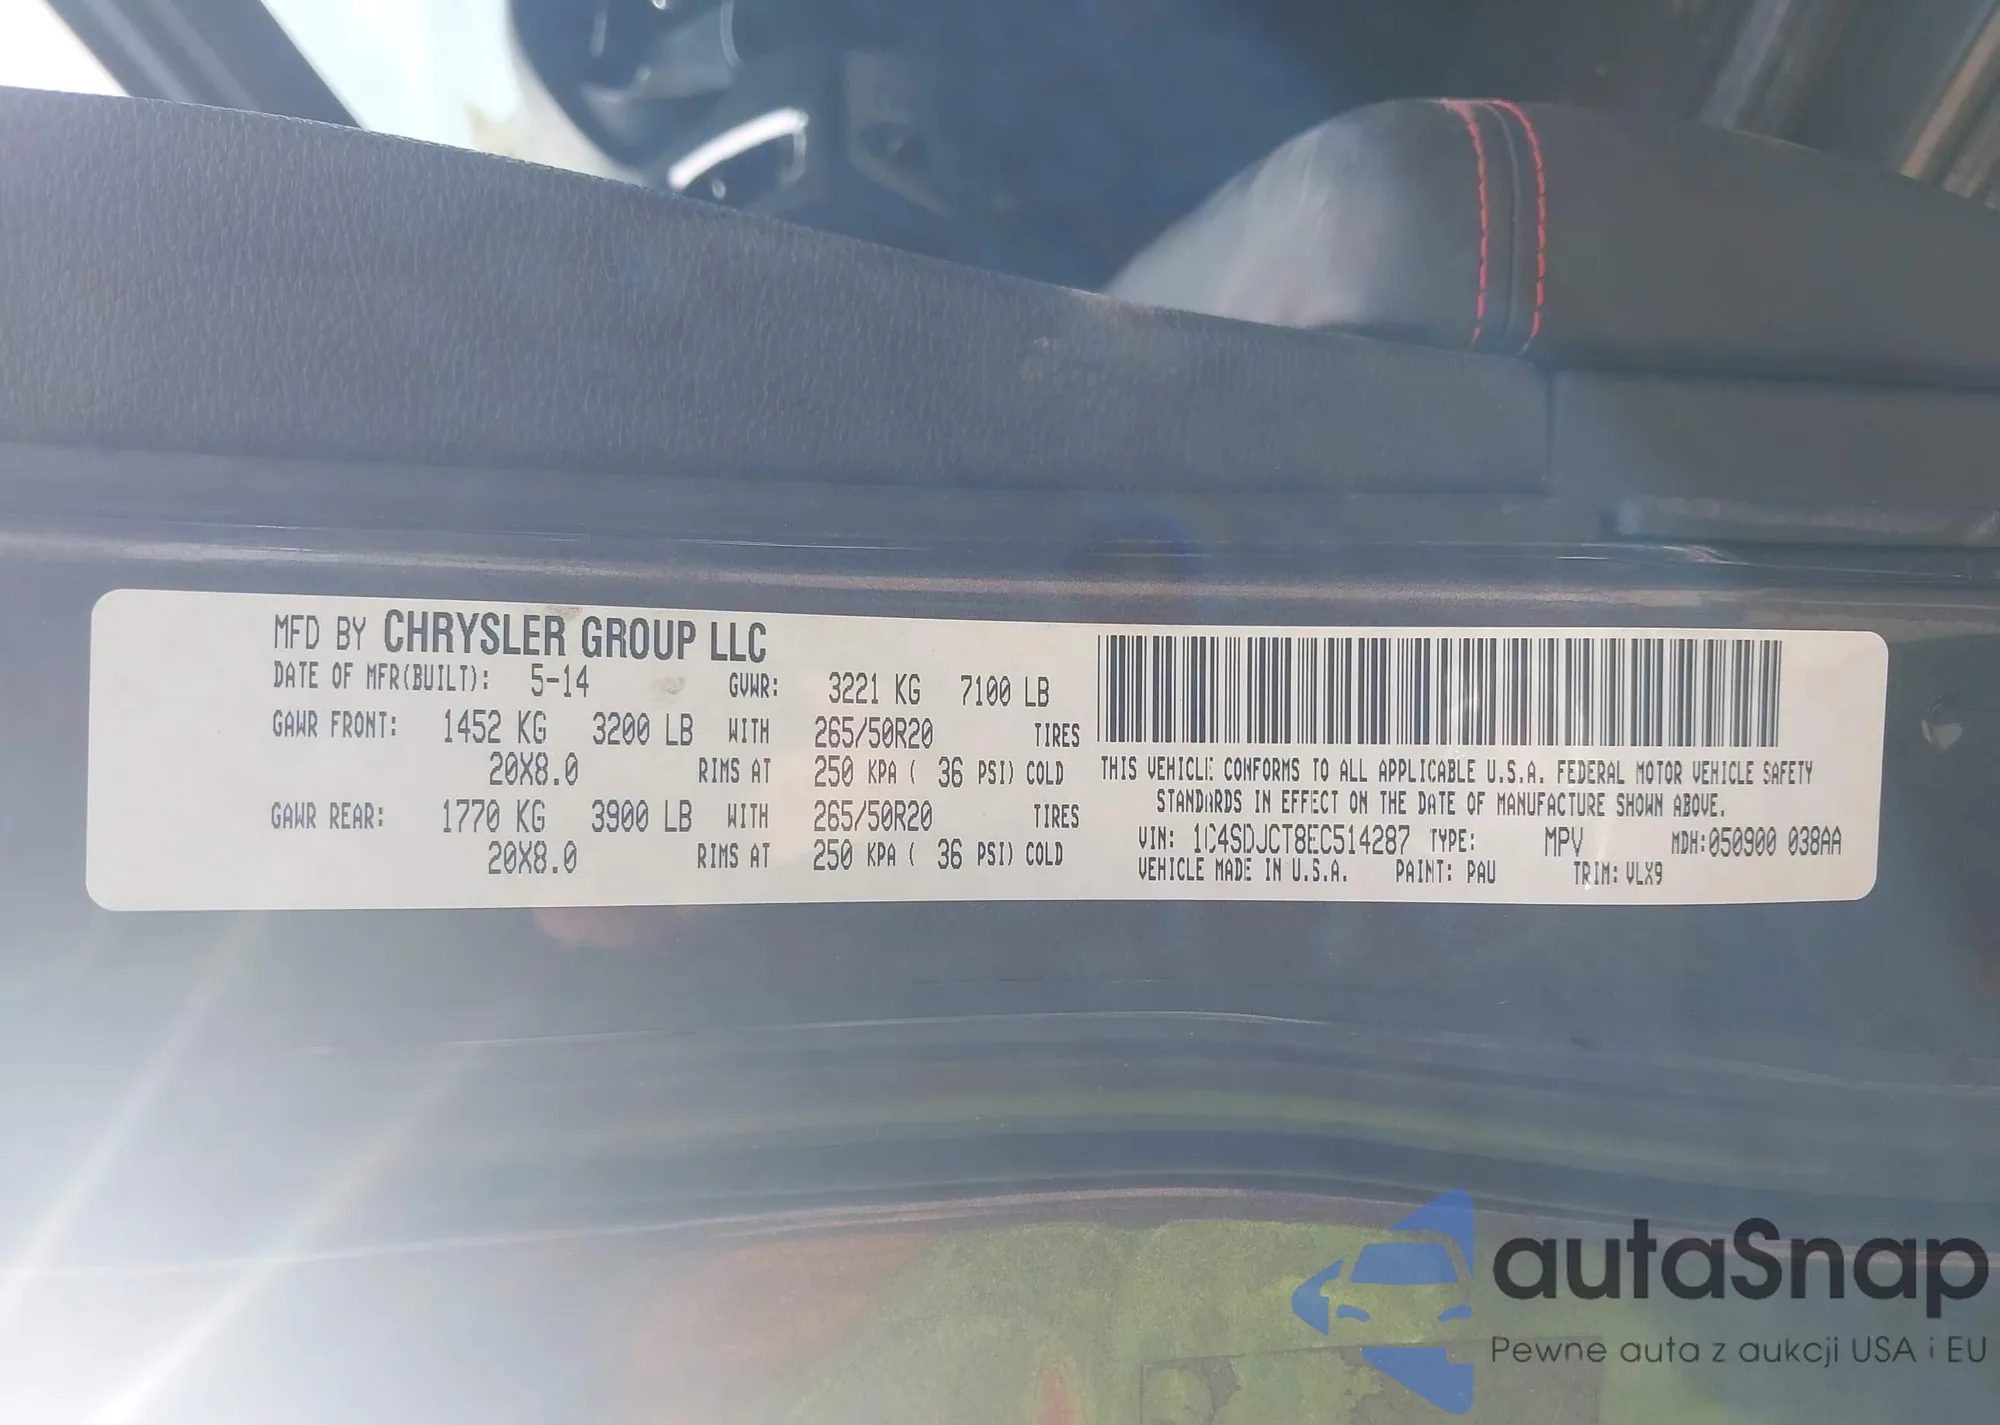 MFD BY CHRYSLER GROUP LLC
DATE OF MFR(BUILT): 5-14 GVWR: 3221 KG 7100 LB
GAWR FRONT: 1452 KG 3200 LB WITH 265/50R20 TIRES
20X8.0 RIMS AT 250 KPA ( 36 PSI) COLD
GAWR REAR: 1770 KG 3900 LB WITH 265/50R20 TIRES
20X8.0 RIMS AT 250 KPA ( 36 PSI) COLD
THIS VEHICLE CONFORMS TO ALL APPLICABLE U.S.A. FEDERAL MOTOR VEHICLE SAFETY
STANDARDS IN EFFECT ON THE DATE OF MANUFACTURE SHOWN ABOVE.
VIN: 1C4SDJCT8EC514287 TYPE: MPV MDH:050900 038AA
VEHICLE MADE IN U.S.A. PAINT: PAU TRIM: VLX9
autaSnap
Pewne auta z aukcji USA i EU